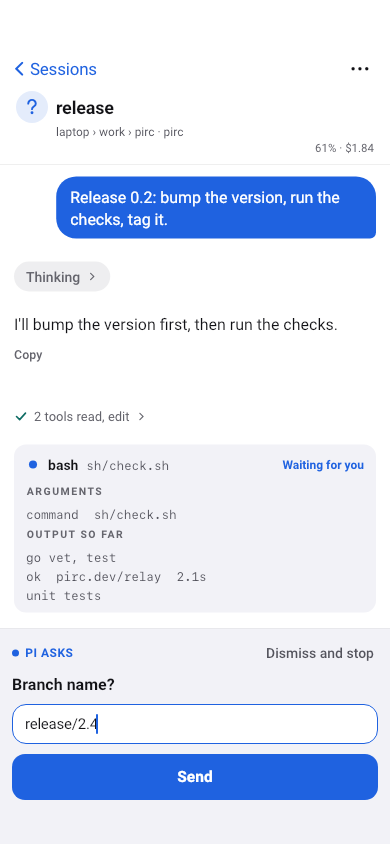 Sessions
?
release
laptop › work › pirc · pirc
61% · $1.84
Release 0.2: bump the version, run the
checks, tag it.
Thinking
I'll bump the version first, then run the checks.
Copy
2 tools read, edit
bash sh/check.sh Waiting for you
ARGUMENTS
command sh/check.sh
OUTPUT SO FAR
go vet, test
ok pirc.dev/relay 2.1s
unit tests
PI ASKS Dismiss and stop
Branch name?
release/2.4
Send